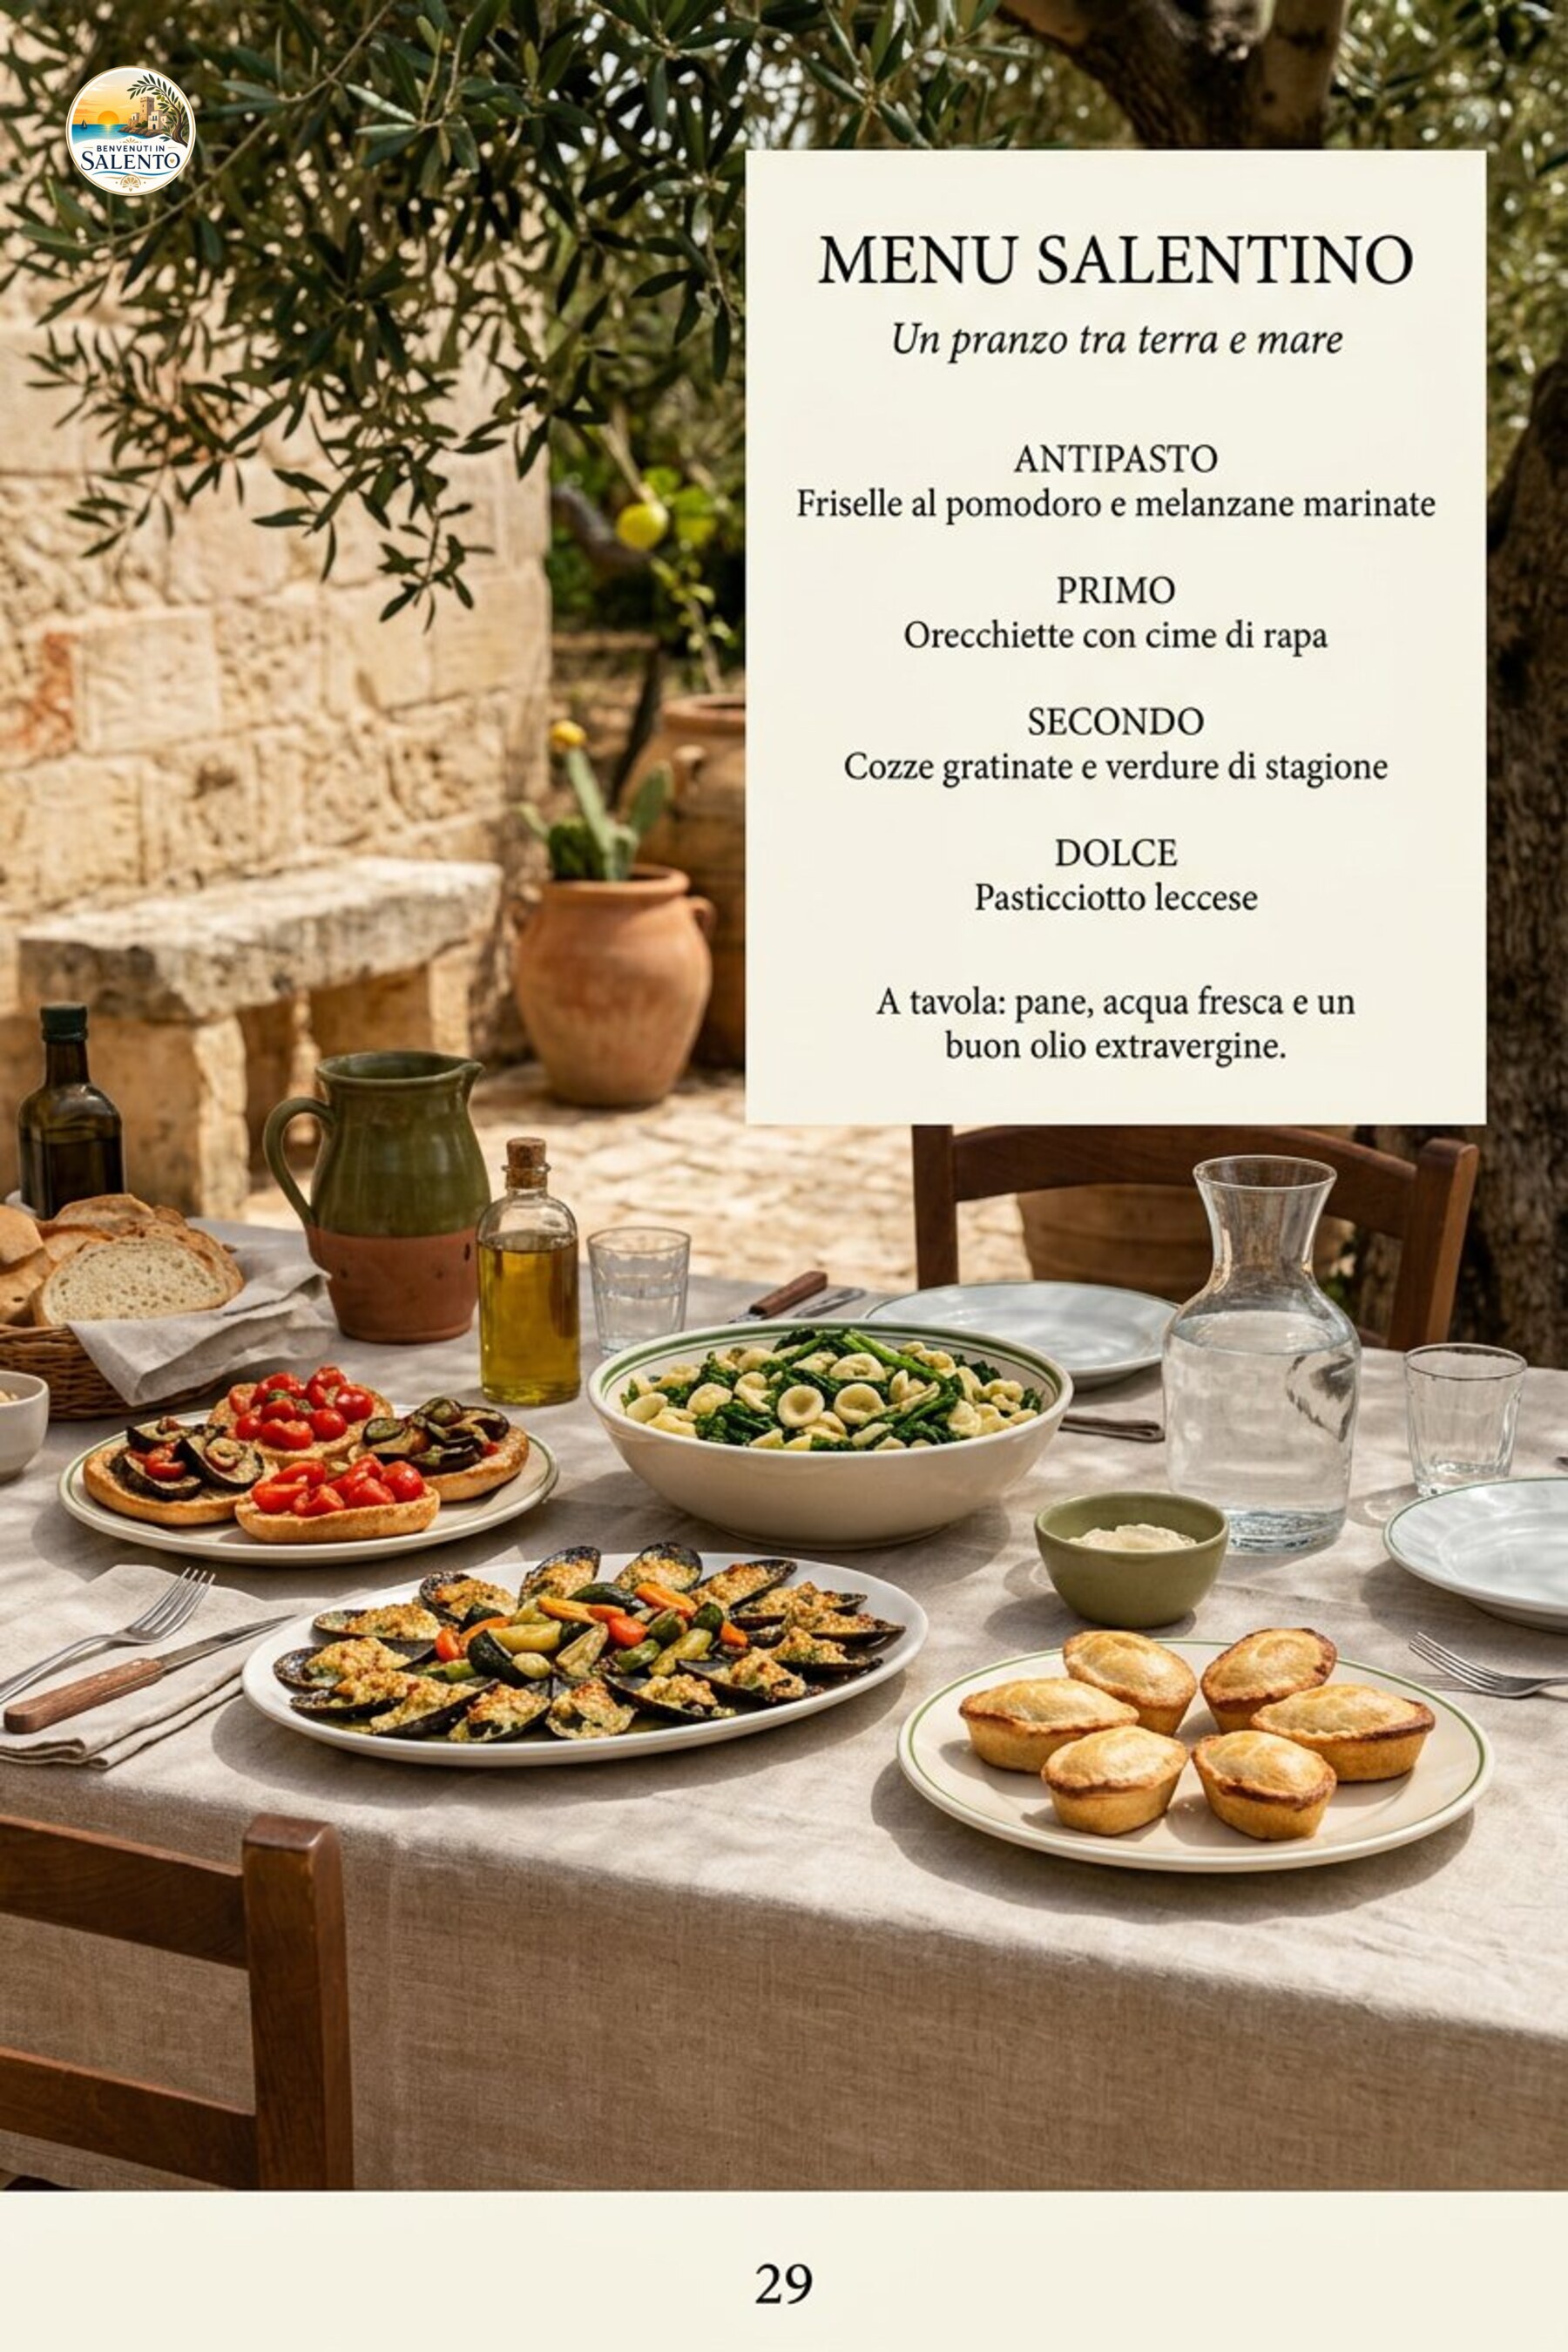 BENVENUTI IN
SALENTO
MENU SALENTINO
Un pranzo tra terra e mare
ANTIPASTO
Friselle al pomodoro e melanzane marinate
PRIMO
Orecchiette con cime di rapa
SECONDO
Cozze gratinate e verdure di stagione
DOLCE
Pasticciotto leccese
A tavola: pane, acqua fresca e un
buon olio extravergine.
29